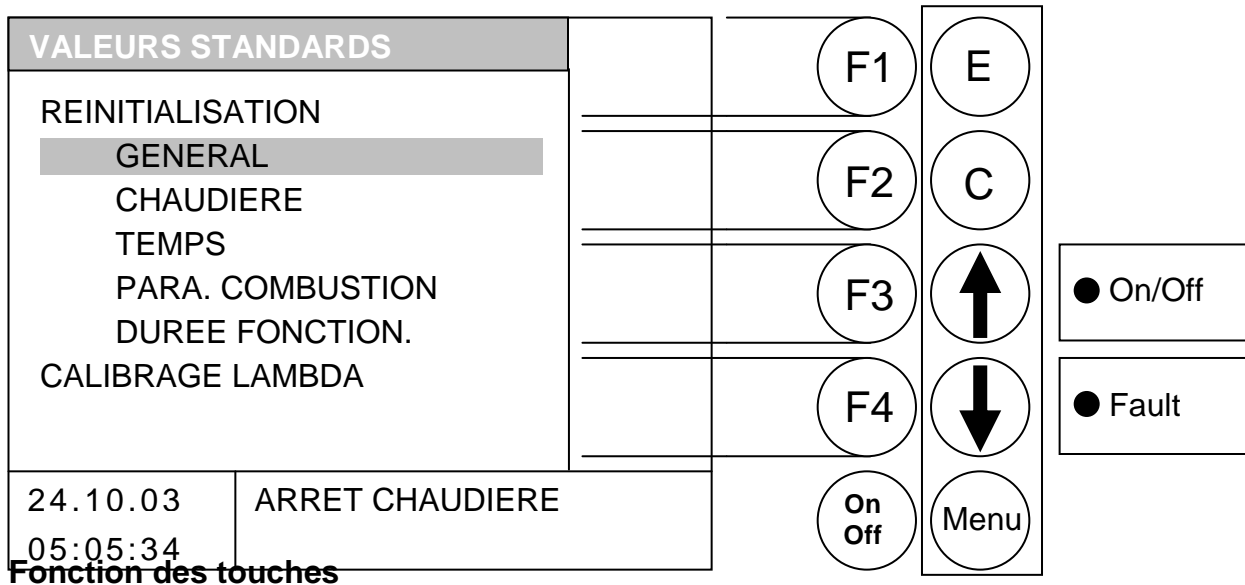 VALEURS STANDARDS
REINITIALISATION
GENERAL
CHAUDIERE
TEMPS
PARA. COMBUSTION
DUREE FONCTION.
CALIBRAGE LAMBDA
24.10.03
05:05:34
ARRET CHAUDIERE
F1
E
F2
C
F3
On/Off
F4
Fault
On
Off
Menu
Fonction des touches